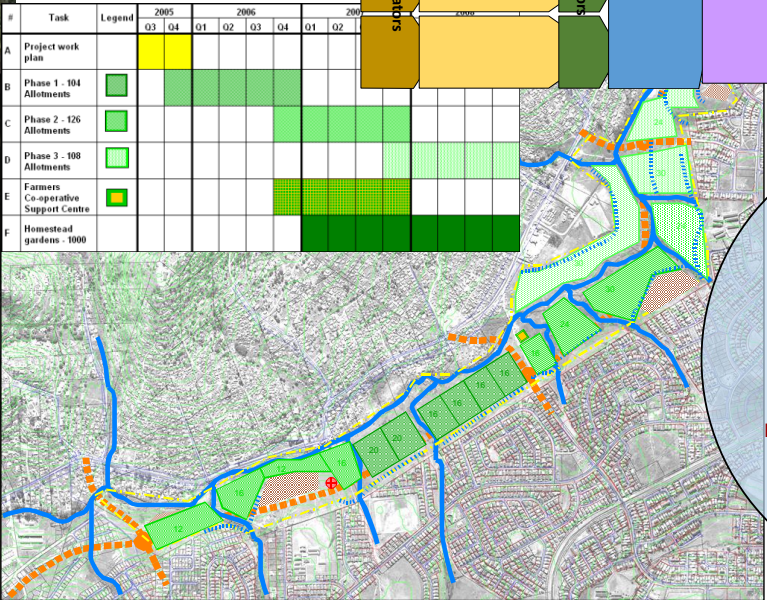 # Task Legend 2005 2006 2008
Q3 Q4 Q1 Q2 Q3 Q4 Q1 Q2
A Project work
plan
B Phase 1 - 104
Allotments
C Phase 2 - 126
Allotments
D Phase 3 - 108
Allotments
E Farmers
Co-operative
Support Centre
F Homestead
gardens - 1000
24
30
30
24
18
16
16
16
16
20
20
16
12
16
12